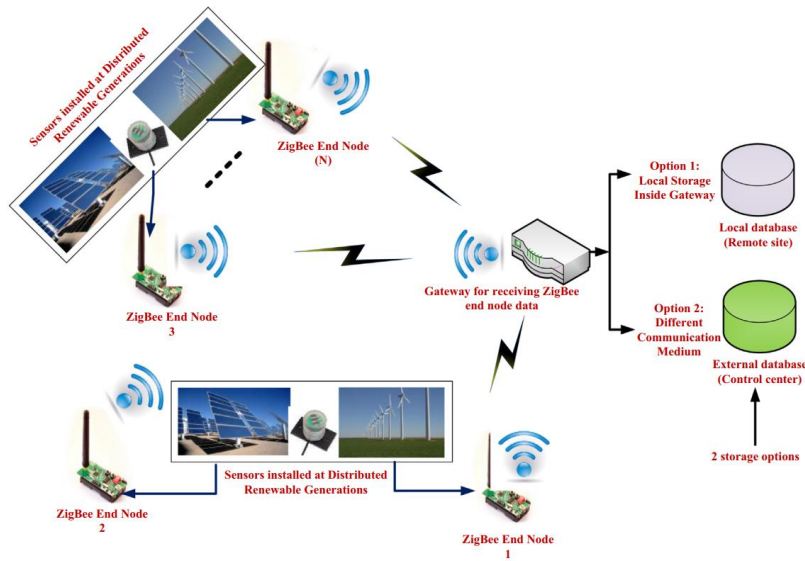 Sensors installed at Distributed
Renewable Generations
ZigBee End Node
(N)
Option 1:
Local Storage
Inside Gateway
Local database
(Remote site)
Gateway for receiving ZigBee
end node data
ZigBee End Node
3
Option 2:
Different
Communication
Medium
External database
(Control center)
2 storage options
Sensors installed at Distributed
Renewable Generations
ZigBee End Node
2
ZigBee End Node
1